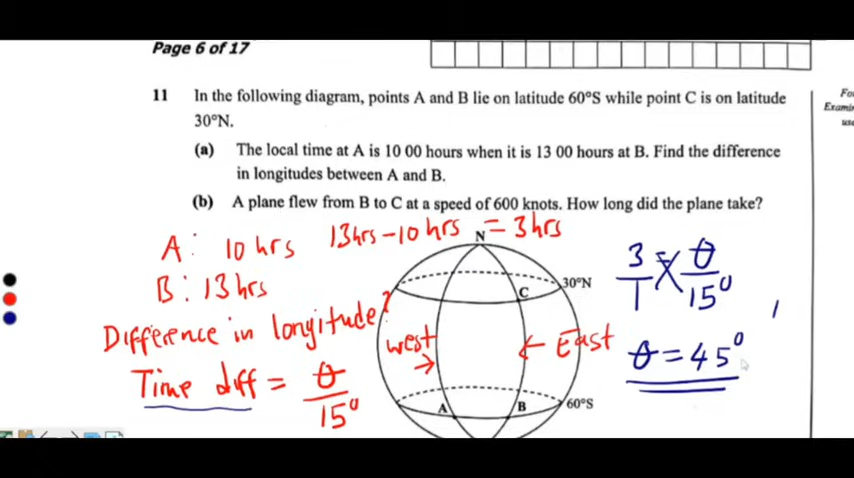 Page 6 of 17
11 In the following diagram, points A and B lie on latitude 60°S while point C is on latitude
30°N.
(a) The local time at A is 10 00 hours when it is 13 00 hours at B. Find the difference
in longitudes between A and B.
(b) A plane flew from B to C at a speed of 600 knots. How long did the plane take?
A: 10 hrs
13hrs-10 hrs = 3hrs
B: 13hrs
Difference in longitude?
Time diff = θ/15°
N
30°N
C
west →
← East
A
B
60°S
3/1 θ/15°
θ = 45°